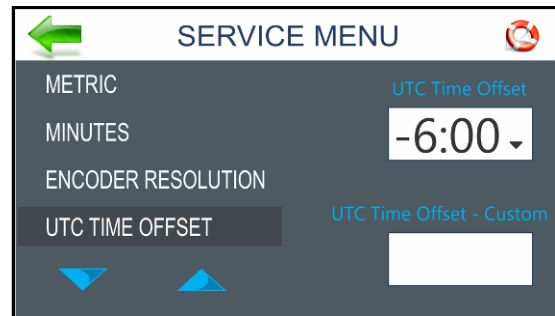 SERVICE MENU
METRIC
MINUTES
ENCODER RESOLUTION
UTC TIME OFFSET
UTC Time Offset
-6:00
UTC Time Offset - Custom